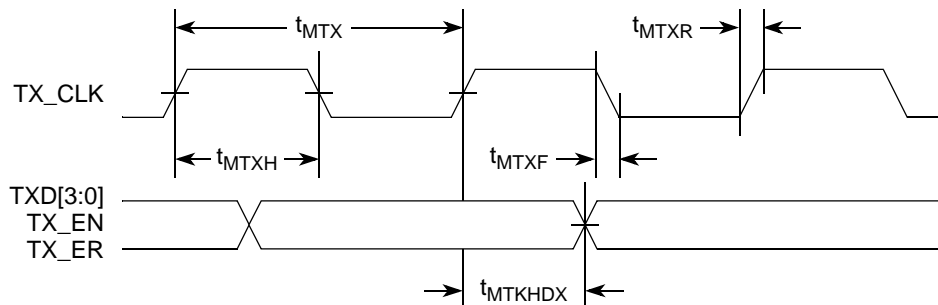 tMTX
tMTXR
TX_CLK
tMTXH
tMTXF
TXD[3:0]
TX_EN
TX_ER
tMTKHDX